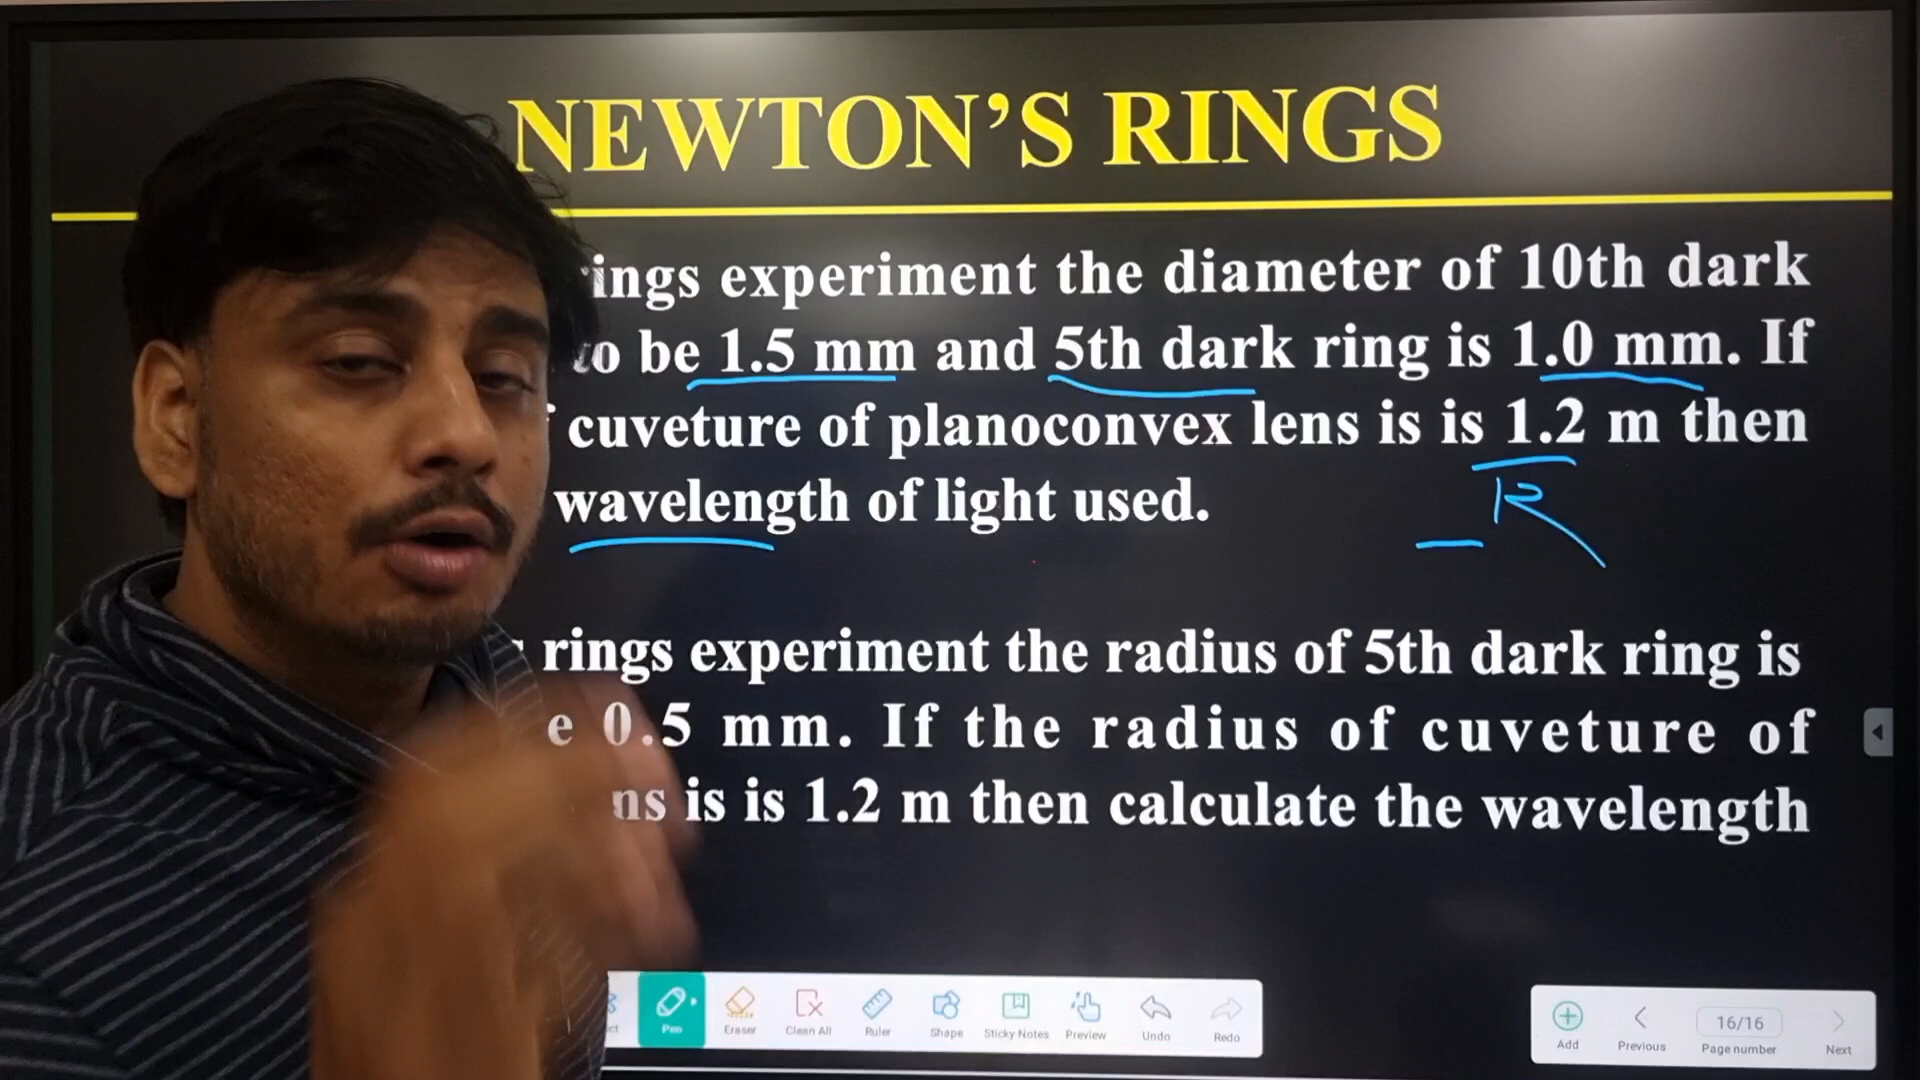 NEWTON’S RINGS
rings experiment the diameter of 10th dark
to be 1.5 mm and 5th dark ring is 1.0 mm. If
cuveture of planoconvex lens is is 1.2 m then
wavelength of light used.
R
rings experiment the radius of 5th dark ring is
0.5 mm. If the radius of cuveture of
is is 1.2 m then calculate the wavelength
Pen Eraser Clean All Ruler Shape Sticky Notes Preview Undo Redo
16/16
Add Previous Page number Next